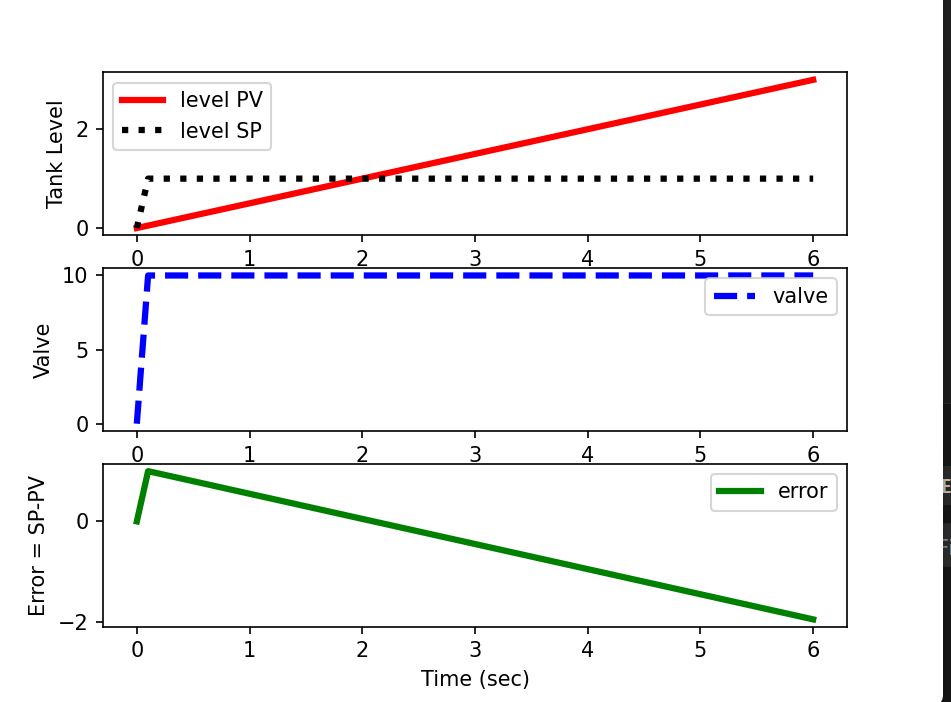 level PV
level SP
Tank Level
2
0
0 1 2 3 4 5 6
10
5
0
valve
Valve
0 1 2 3 4 5 6
0
−2
error
Error = SP-PV
0 1 2 3 4 5 6
Time (sec)